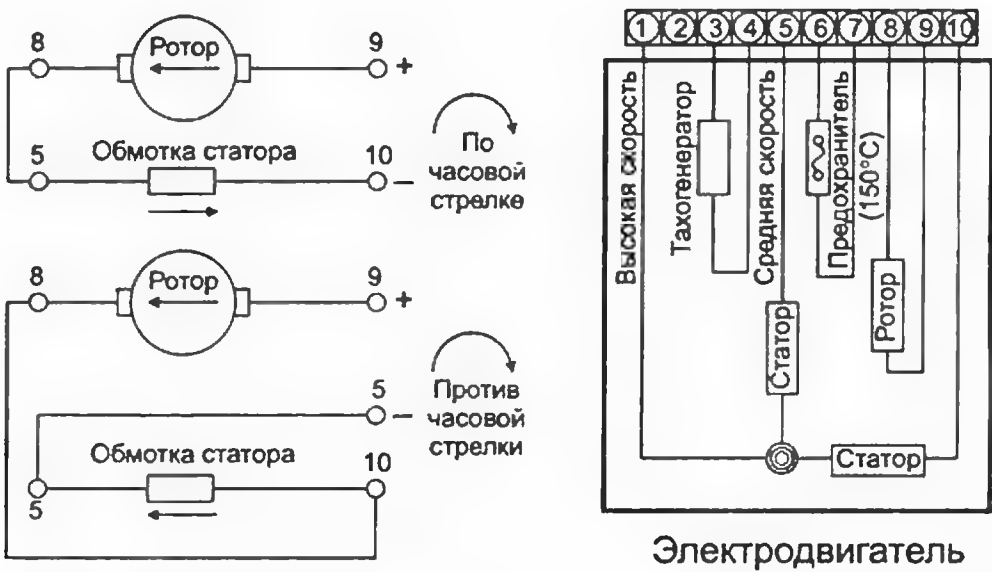 8
Ротор
9
+
Обмотка статора
5
10
–
По
часовой
стрелке
8
Ротор
9
+
5
–
Против
часовой
стрелки
Обмотка статора
10
5
1 2 3 4 5 6 7 8 9 10
Высокая скорость
Тахогенератор
Средняя скорость
Предохранитель
(150°C)
Статор
Ротор
Статор
Электродвигатель